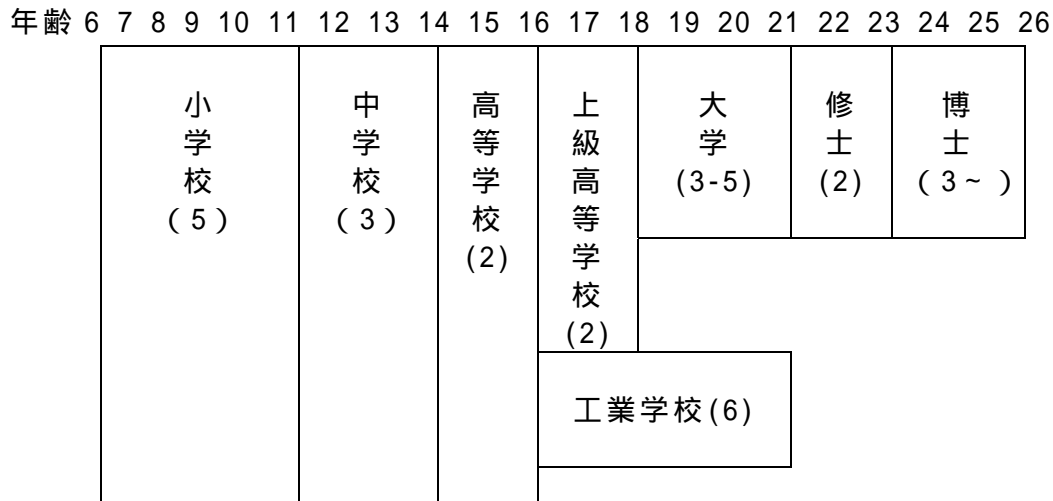 年齢 6 7 8 9 10 11 12 13 14 15 16 17 18 19 20 21 22 23 24 25 26
小学校
(5)
中学校
(3)
高等学校
(2)
上級高等学校
(2)
大学
(3-5)
修士
(2)
博士
(3~ )
工業学校(6)